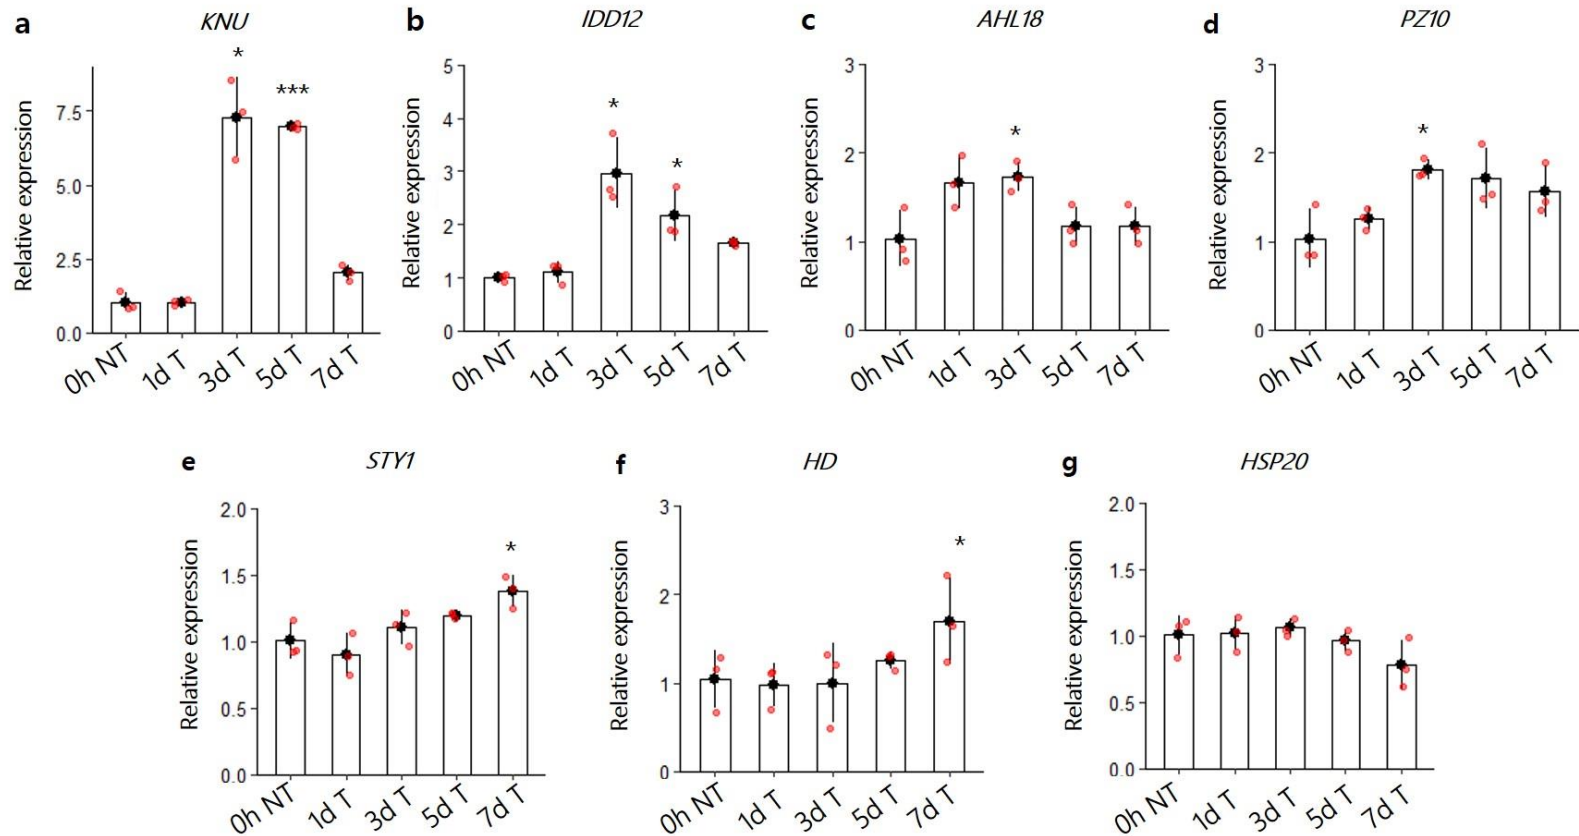 a
KNU
Relative expression
7.5
5.0
2.5
0.0
*
***
0h NT
1d T
3d T
5d T
7d T
b
IDD12
Relative expression
5
4
3
2
1
0
*
*
0h NT
1d T
3d T
5d T
7d T
c
AHL18
Relative expression
3
2
1
0
*
0h NT
1d T
3d T
5d T
7d T
d
PZ10
Relative expression
3
2
1
0
*
0h NT
1d T
3d T
5d T
7d T
e
STY1
Relative expression
2.0
1.5
1.0
0.5
0.0
*
0h NT
1d T
3d T
5d T
7d T
f
HD
Relative expression
3
2
1
0
*
0h NT
1d T
3d T
5d T
7d T
g
HSP20
Relative expression
2.0
1.5
1.0
0.5
0.0
0h NT
1d T
3d T
5d T
7d T